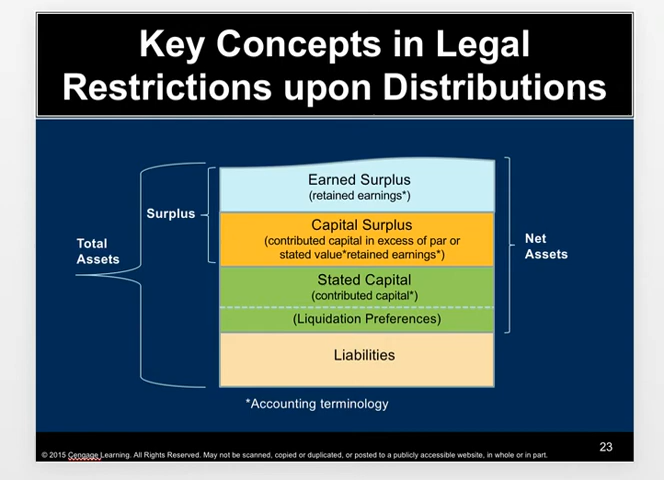 Key Concepts in Legal
Restrictions upon Distributions
Earned Surplus
(retained earnings*)
Surplus
Capital Surplus
(contributed capital in excess of par or
stated value*retained earnings*)
Total
Assets
Net
Assets
Stated Capital
(contributed capital*)
(Liquidation Preferences)
Liabilities
*Accounting terminology
23
© 2015 Cengage Learning. All Rights Reserved. May not be scanned, copied or duplicated, or posted to a publicly accessible website, in whole or in part.